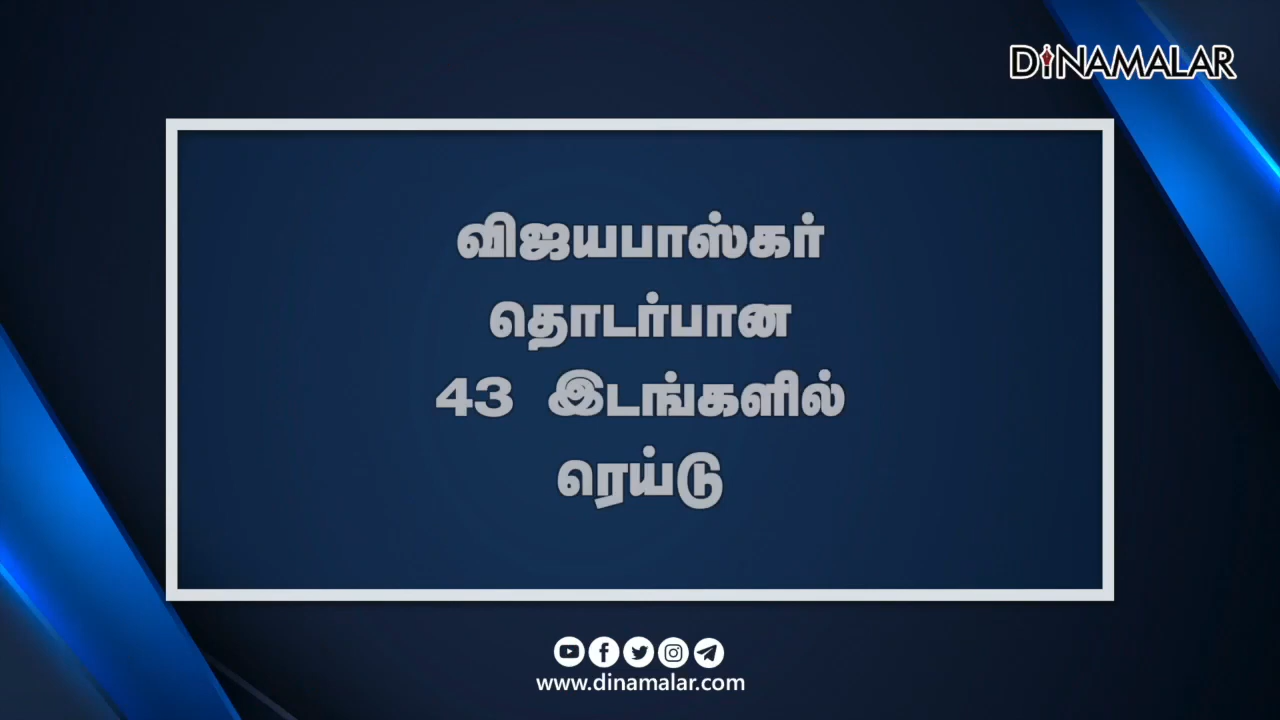 DINAMALAR
விஜயபாஸ்கர்
தொடர்பான
43 இடங்களில்
ரெய்டு
www.dinamalar.com